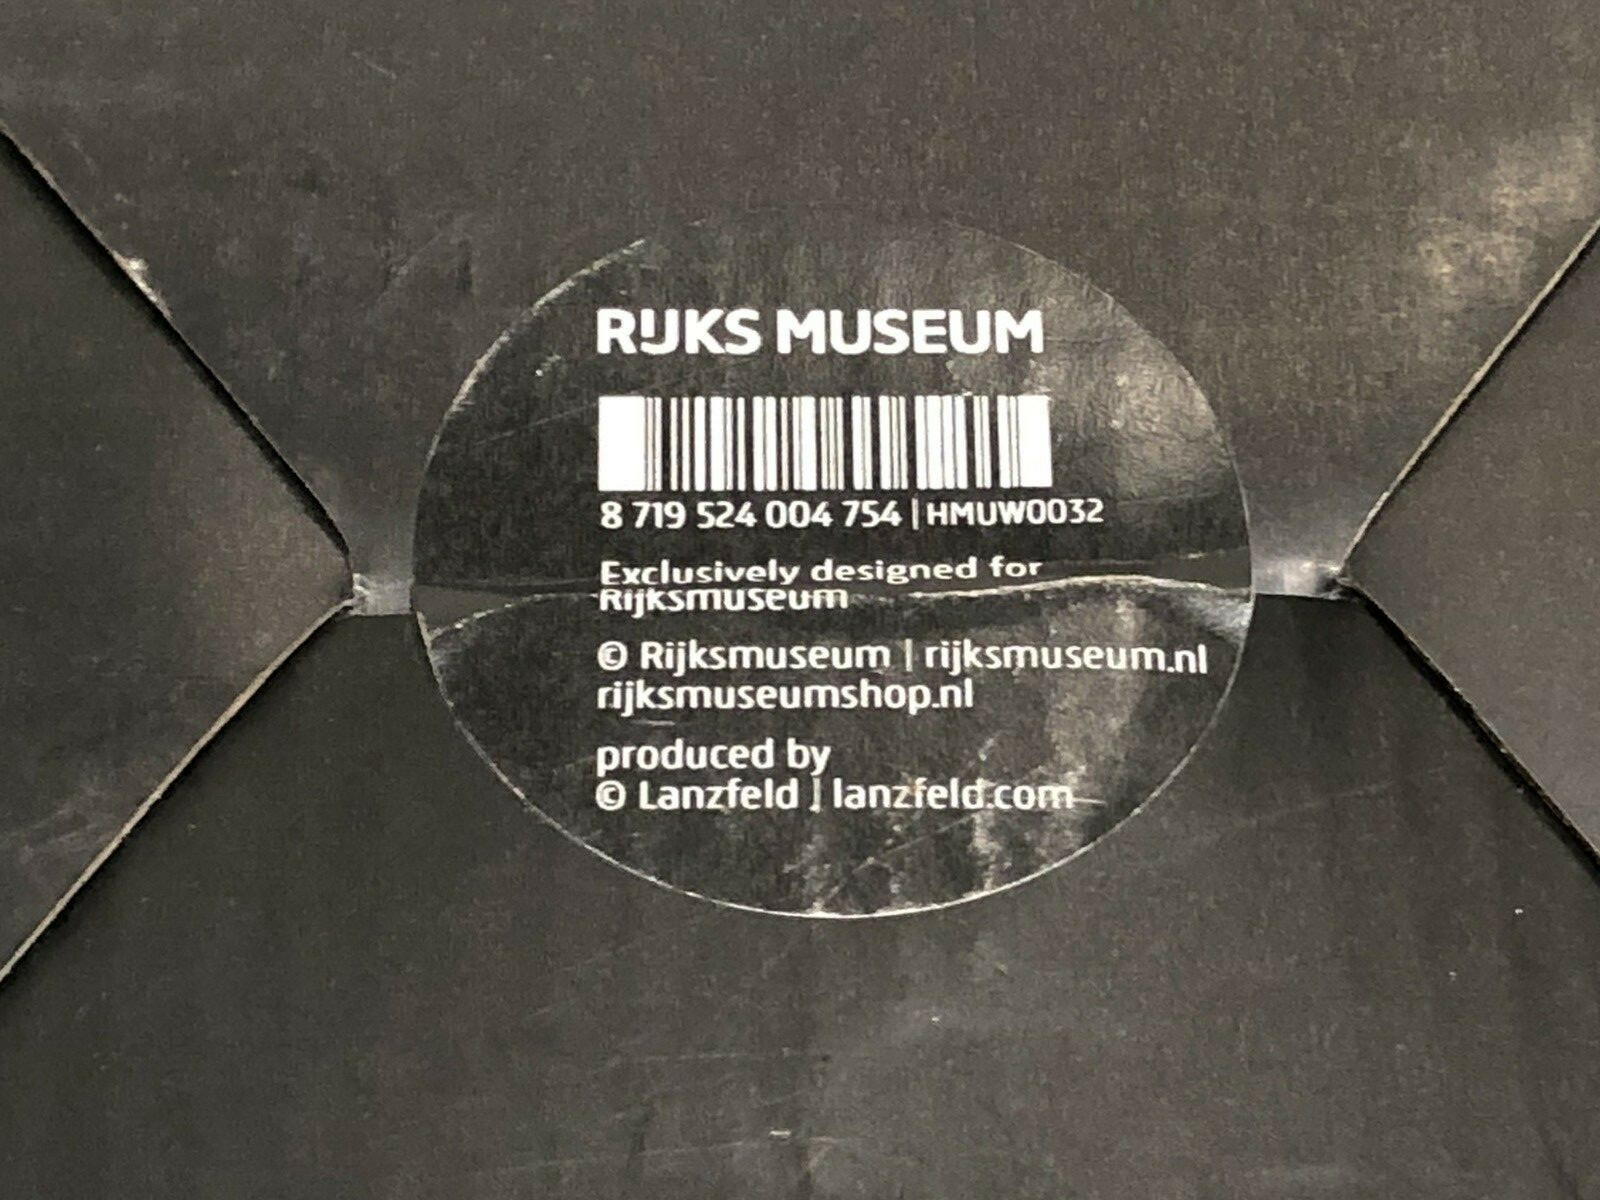 RIJKS MUSEUM
8 719 524 004 754 | HMUW0032
Exclusively designed for
Rijksmuseum
© Rijksmuseum | rijksmuseum.nl
rijksmuseumshop.nl
produced by
© Lanzfeld | lanzfeld.com